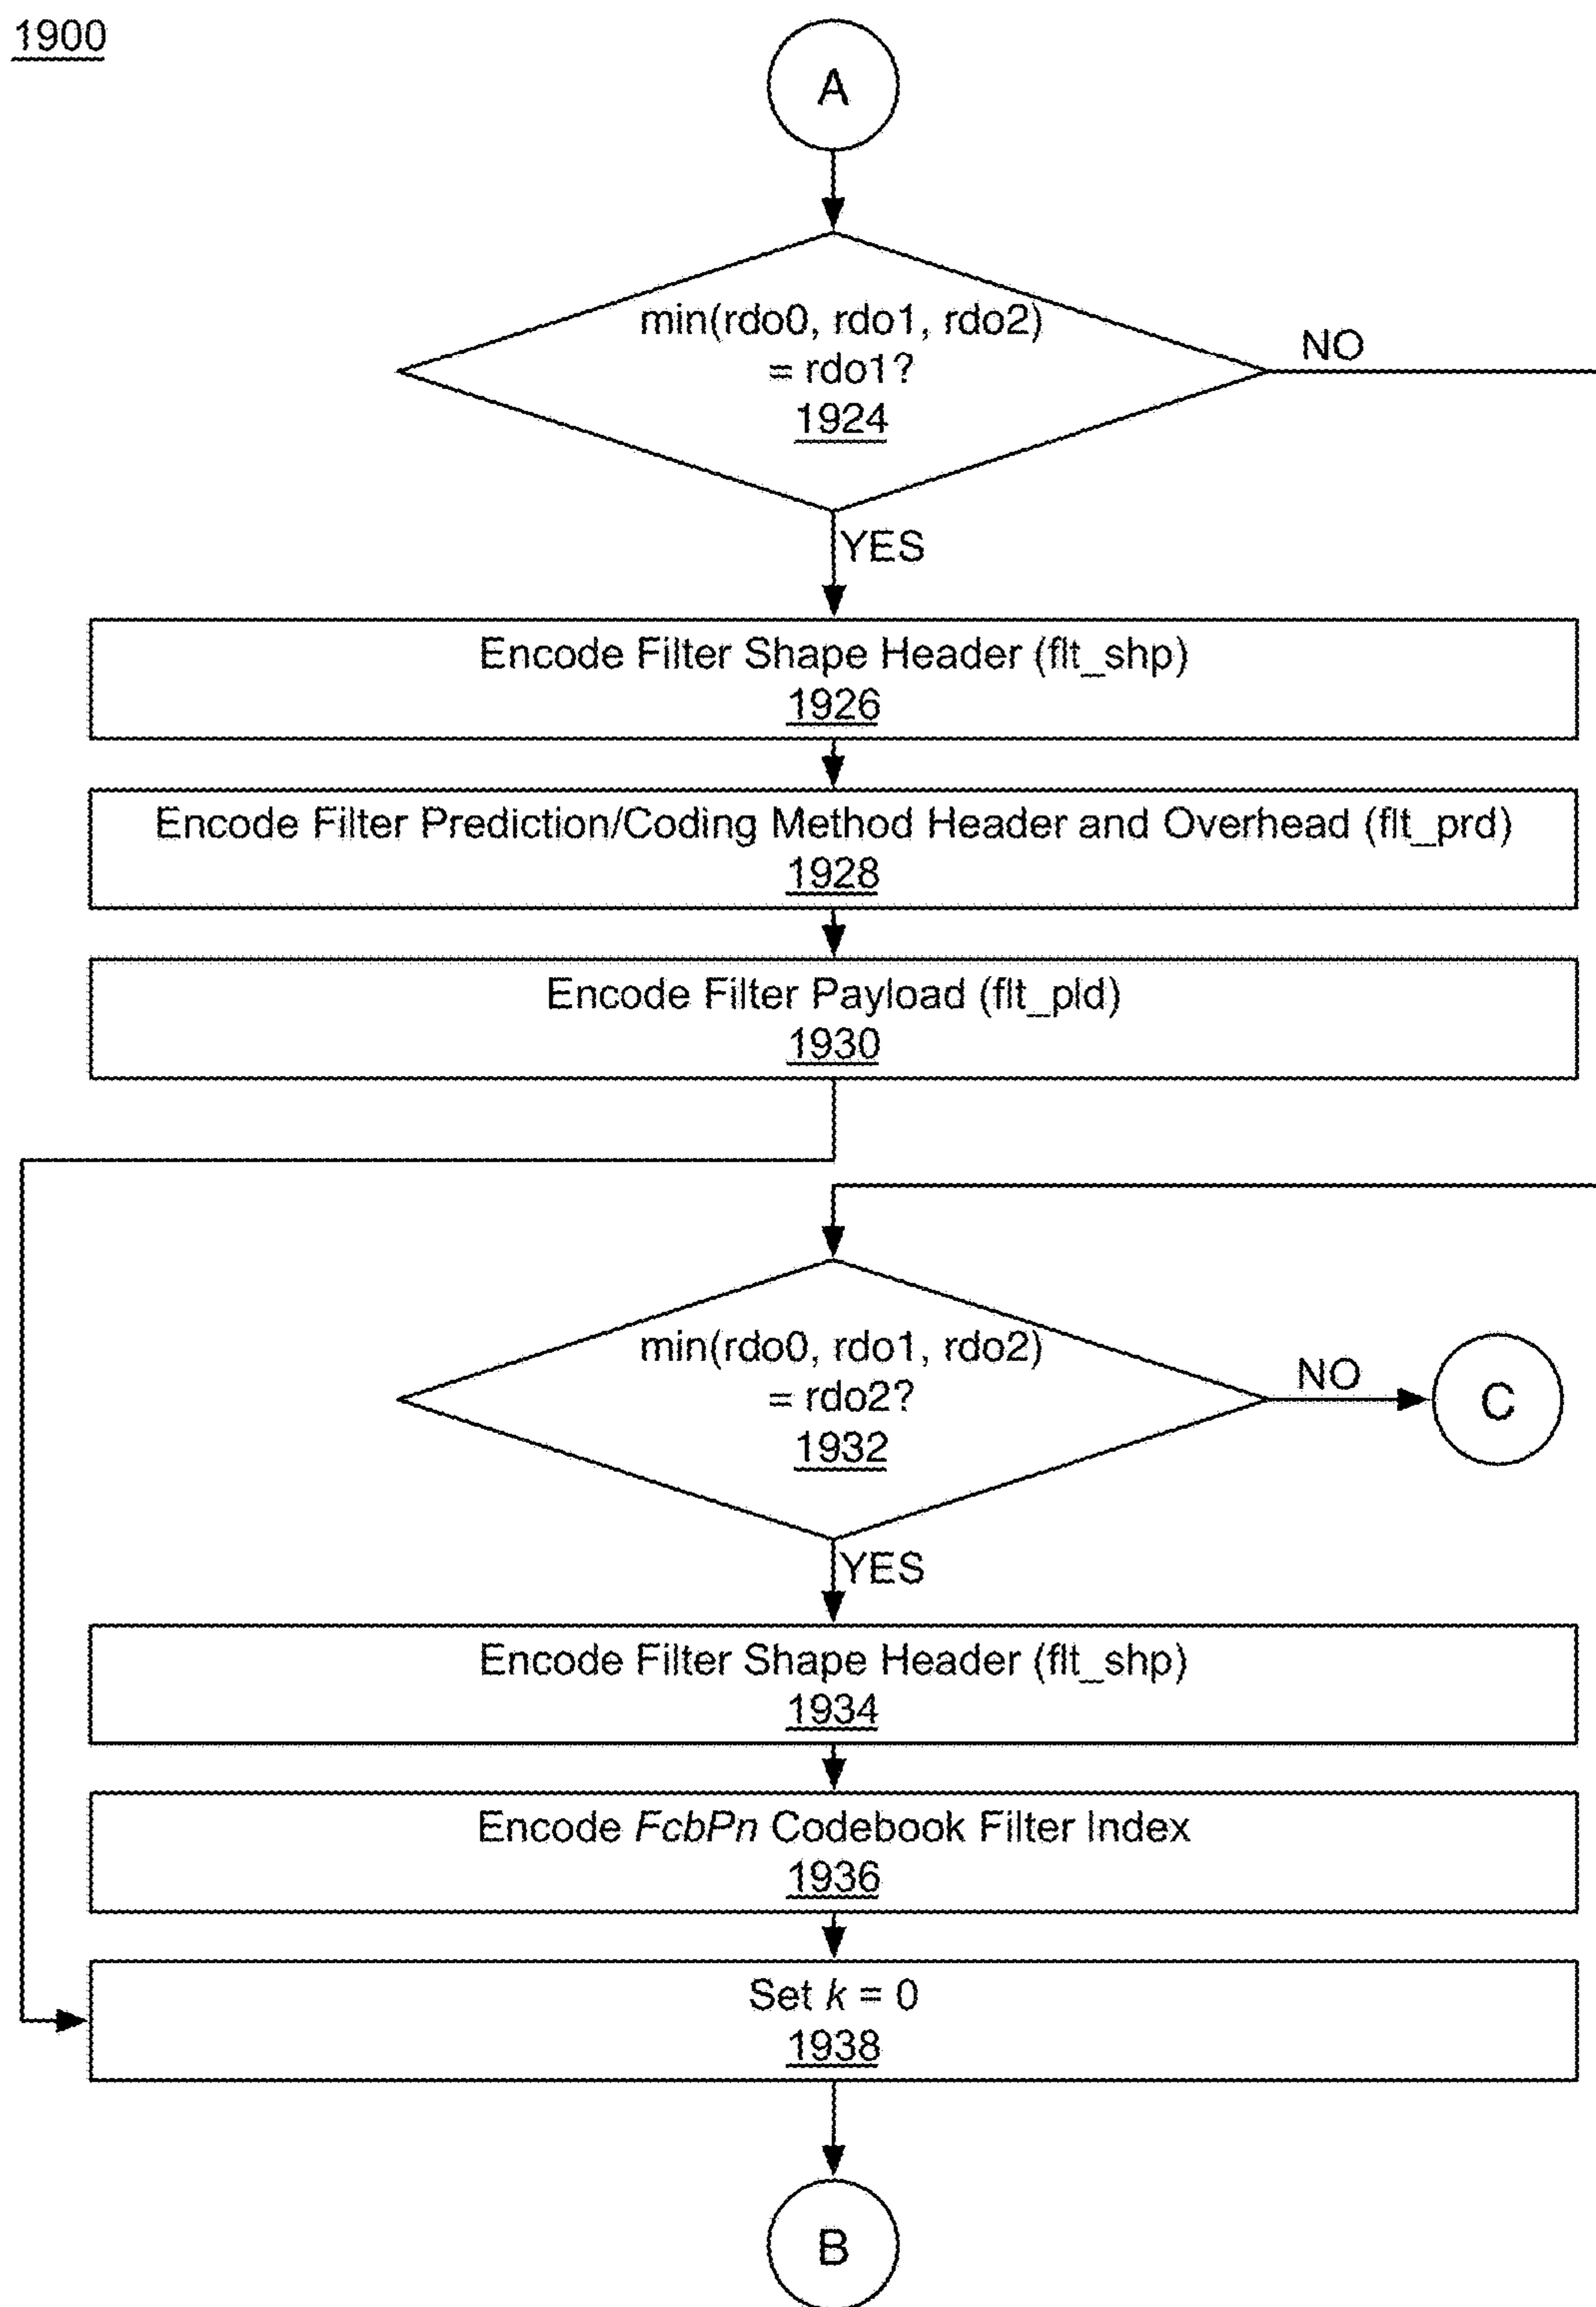 1900
A
min(rdo0, rdo1, rdo2)
= rdo1?
1924
NO
YES
Encode Filter Shape Header (flt_shp)
1926
Encode Filter Prediction/Coding Method Header and Overhead (flt_prd)
1928
Encode Filter Payload (flt_pld)
1930
min(rdo0, rdo1, rdo2)
= rdo2?
1932
NO
C
YES
Encode Filter Shape Header (flt_shp)
1934
Encode FcbPn Codebook Filter Index
1936
Set k = 0
1938
B